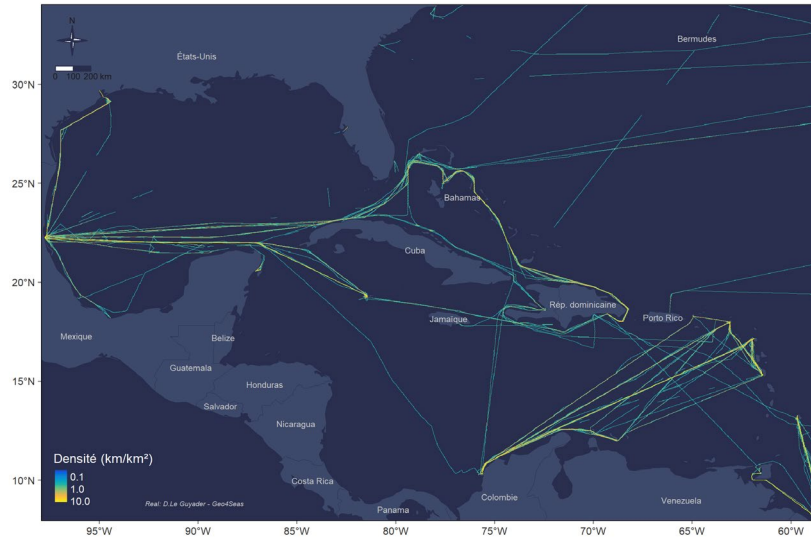 N
0 100 200 km
États-Unis
Bermudes
30°N
25°N
Bahamas
Cuba
20°N
Rép. dominicaine
Jamaïque
Porto Rico
Mexique
Belize
Guatemala
15°N
Honduras
Salvador
Nicaragua
Densité (km/km²)
0.1
1.0
10.0
10°N
Costa Rica
Colombie
Venezuela
Real: D.Le Guyader - Geo4Seas
Panama
95°W 90°W 85°W 80°W 75°W 70°W 65°W 60°W